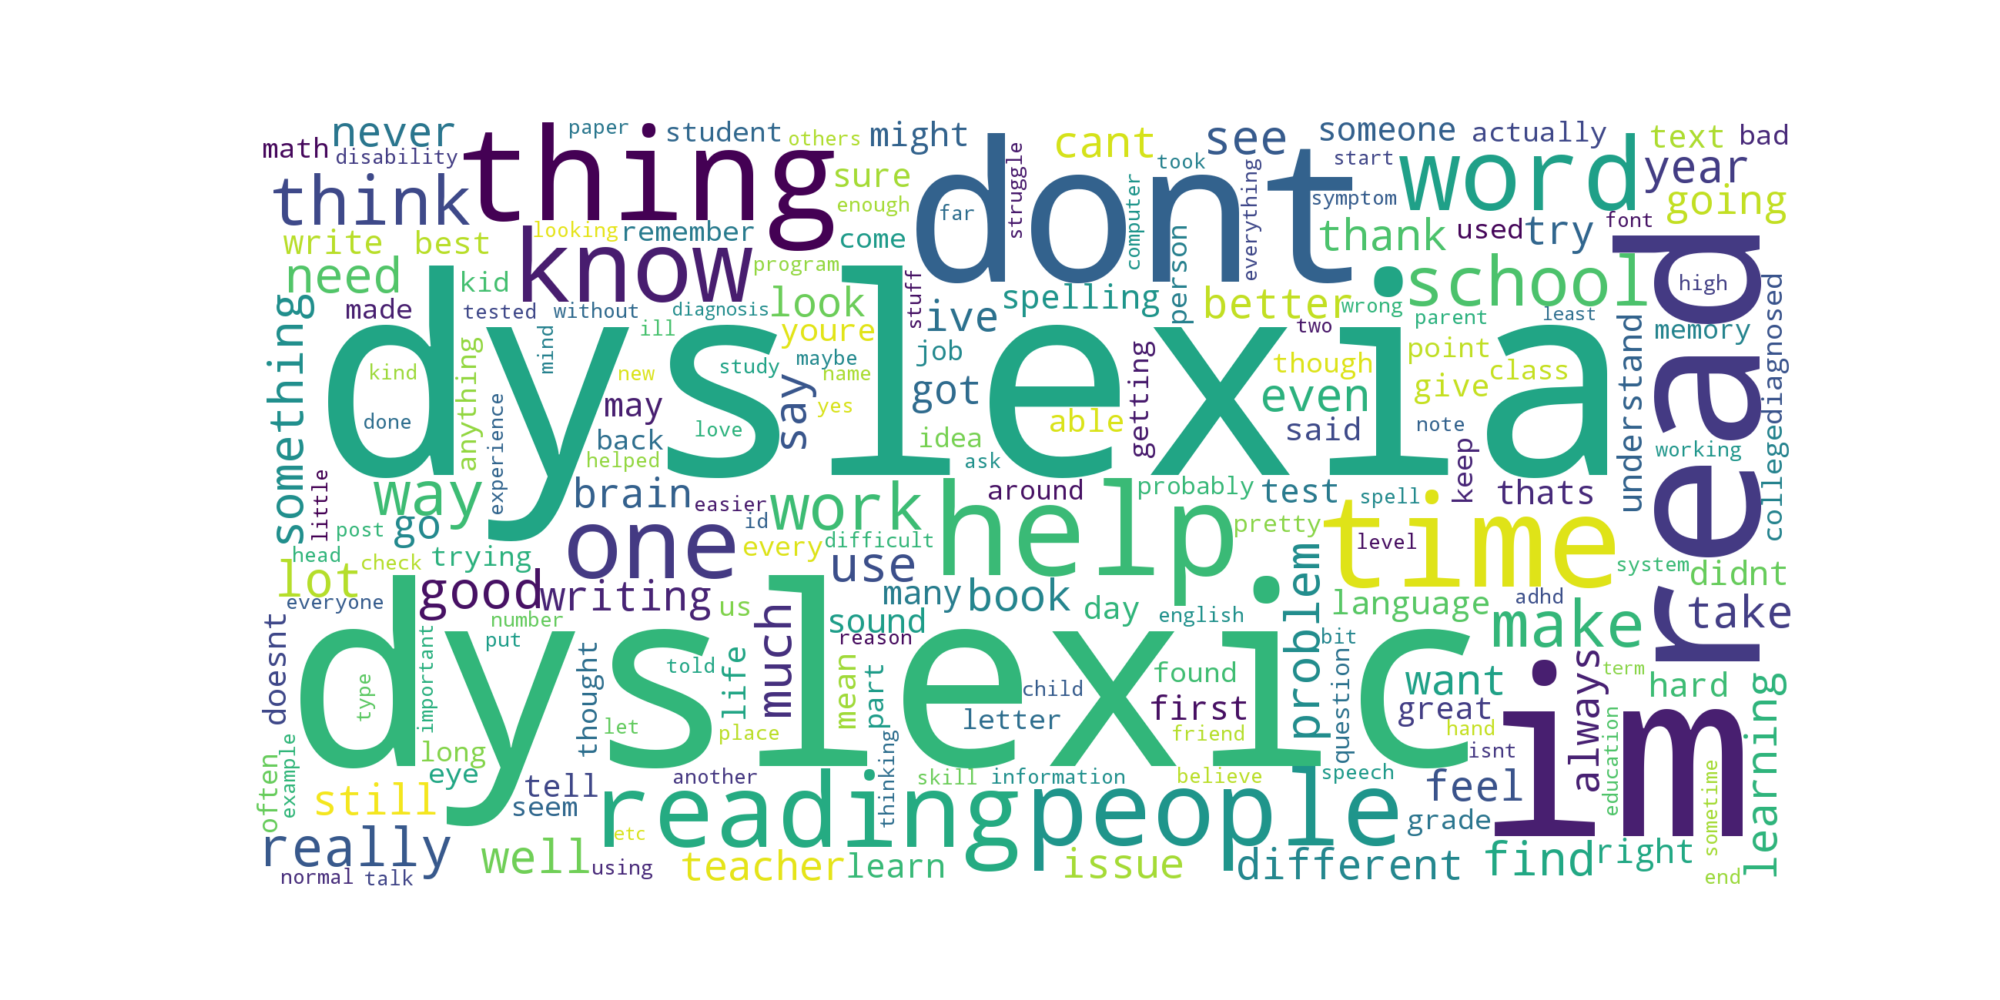 never
thing
paper
student
others
might
cant
see
someone
actually
text
bad
math
disability
took
start
dont
word
year
think
sure
struggle
computer
everything
symptom
going
enough
far
write
best
know
looking
remember
come
thank
used
try
font
need
kid
program
person
school
read
high
something
made
tested
without
diagnosis
look
stuff
ive
spelling
better
wrong
parent
least
understand
memory
diagnosed
dyslexia
mind
ill
youre
job
two
kind
anything
new
study
maybe
name
got
getting
though
point
class
may
say
yes
able
even
give
done
experience
back
love
idea
said
note
helped
ask
keep
working
college
little
way
brain
easier
work
around
probably
test
spell
thats
post
go
one
id
help
pretty
time
head
check
trying
every
difficult
use
problem
level
system
didnt
lot
good
writing
many
book
day
english
language
adhd
take
everyone
number
us
much
sound
make
doesnt
put
reason
bit
dyslexic
important
thought
told
life
mean
part
child
found
question
want
always
term
hard
learning
type
let
place
letter
first
friend
great
hand
im
often
example
long
eye
tell
another
thinking
skill
information
believe
speech
feel
isnt
education
sometime
still
seem
reading
people
grade
really
well
etc
using
teacher
learn
issue
different
find
right
normal
talk
end